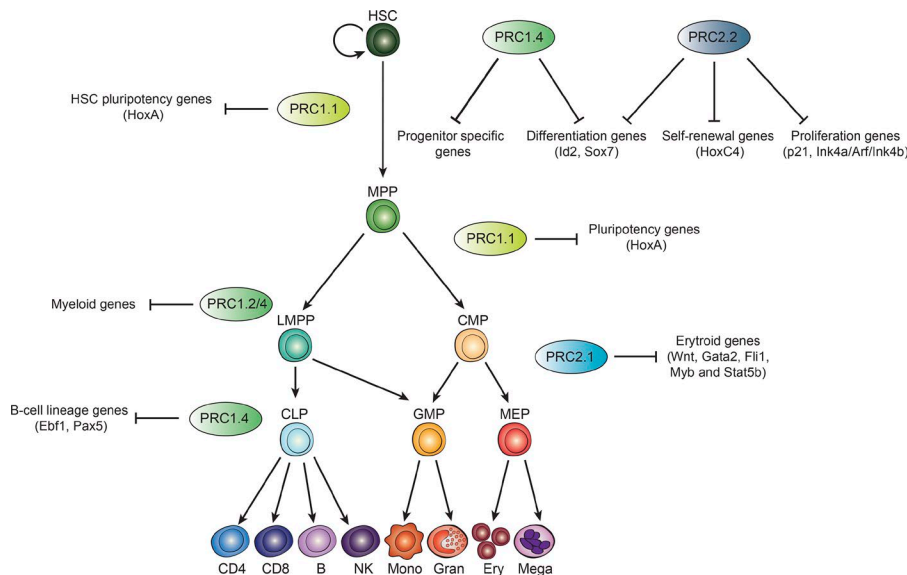 HSC
PRC1.4
PRC2.2
HSC pluripotency genes
(HoxA)
PRC1.1
Progenitor specific
genes
Differentiation genes
(Id2, Sox7)
Self-renewal genes
(HoxC4)
Proliferation genes
(p21, Ink4a/Arf/Ink4b)
MPP
PRC1.1
Pluripotency genes
(HoxA)
Myeloid genes
PRC1.2/4
LMPP
CMP
PRC2.1
Erytroid genes
(Wnt, Gata2, Fli1,
Myb and Stat5b)
B-cell lineage genes
(Ebf1, Pax5)
PRC1.4
CLP
GMP
MEP
CD4
CD8
B
NK
Mono
Gran
Ery
Mega